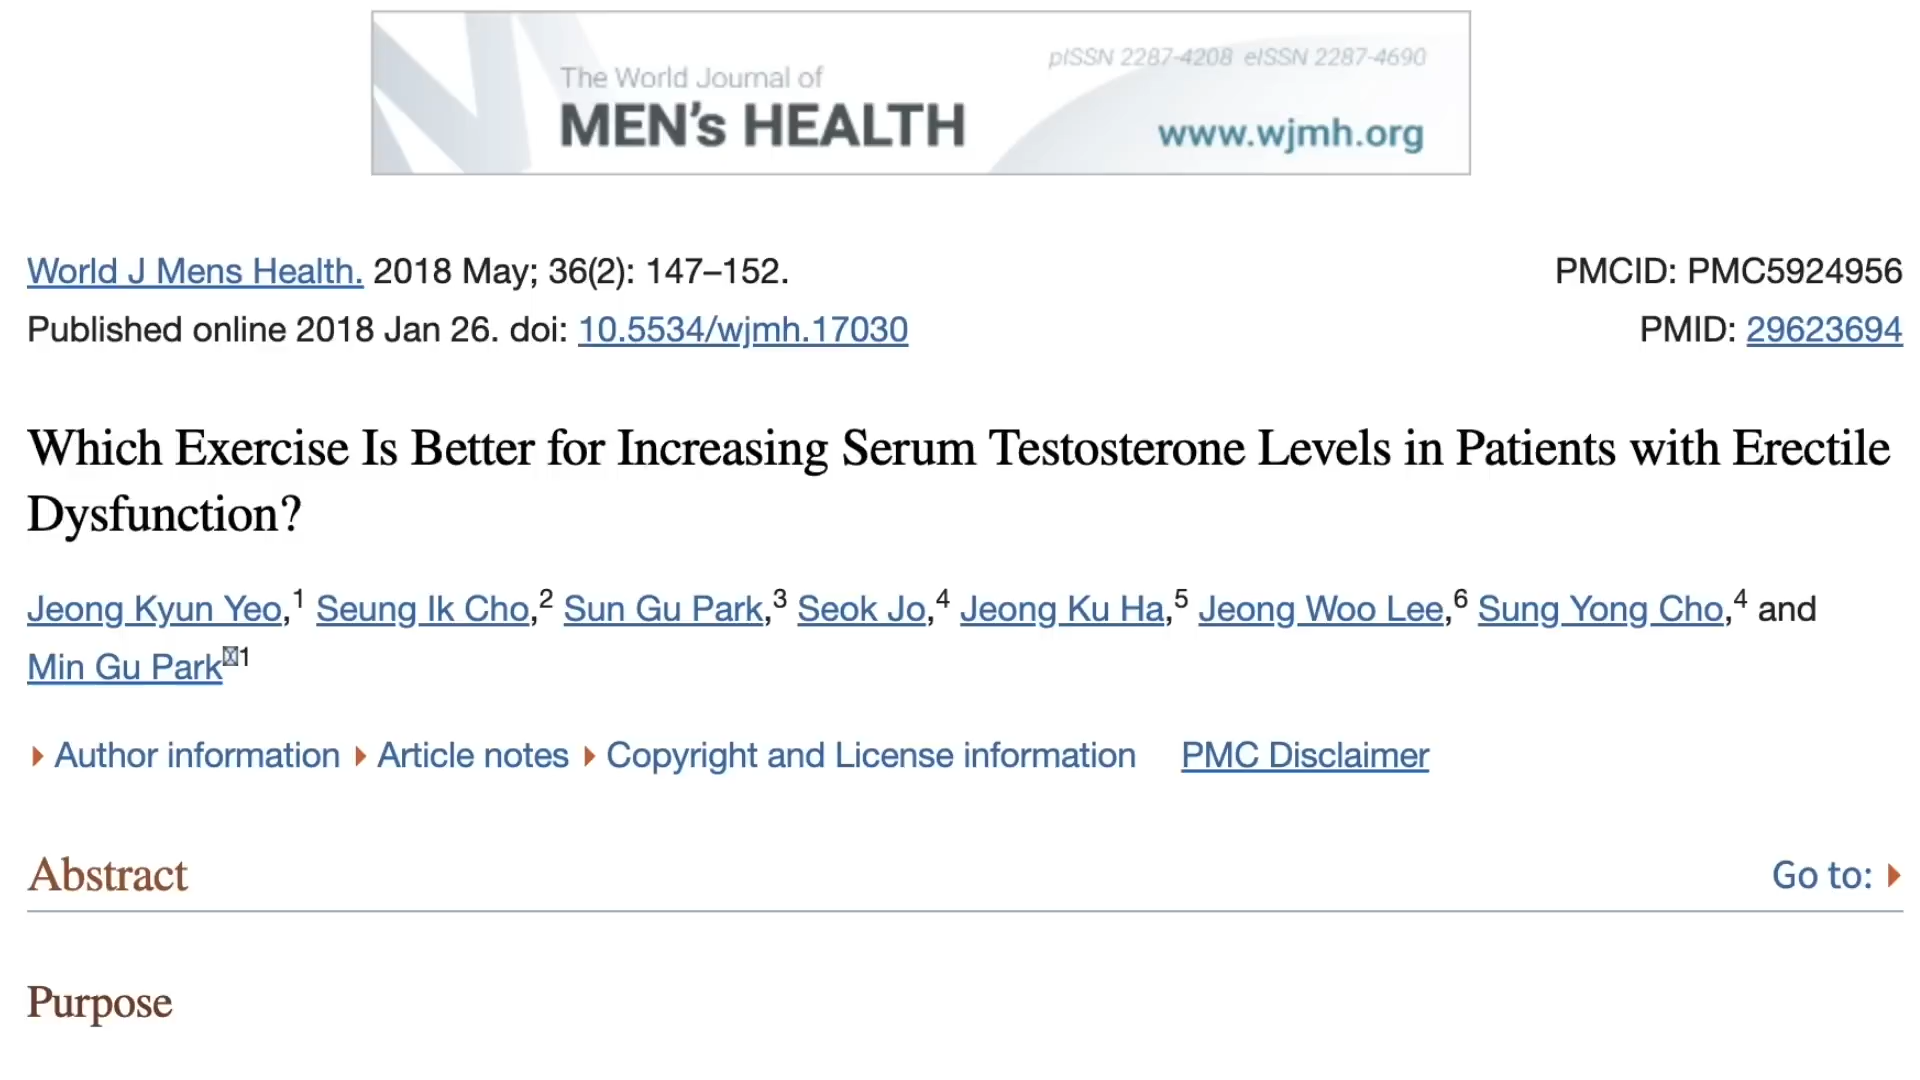 pISSN 2287-4208 eISSN 2287-4690
The World Journal of
MEN's HEALTH
www.wjmh.org
World J Mens Health. 2018 May; 36(2): 147–152.
PMCID: PMC5924956
Published online 2018 Jan 26. doi: 10.5534/wjmh.17030
PMID: 29623694
Which Exercise Is Better for Increasing Serum Testosterone Levels in Patients with Erectile
Dysfunction?
Jeong Kyun Yeo,1 Seung Ik Cho,2 Sun Gu Park,3 Seok Jo,4 Jeong Ku Ha,5 Jeong Woo Lee,6 Sung Yong Cho,4 and
Min Gu Park1
Author information Article notes Copyright and License information PMC Disclaimer
Abstract
Go to:
Purpose